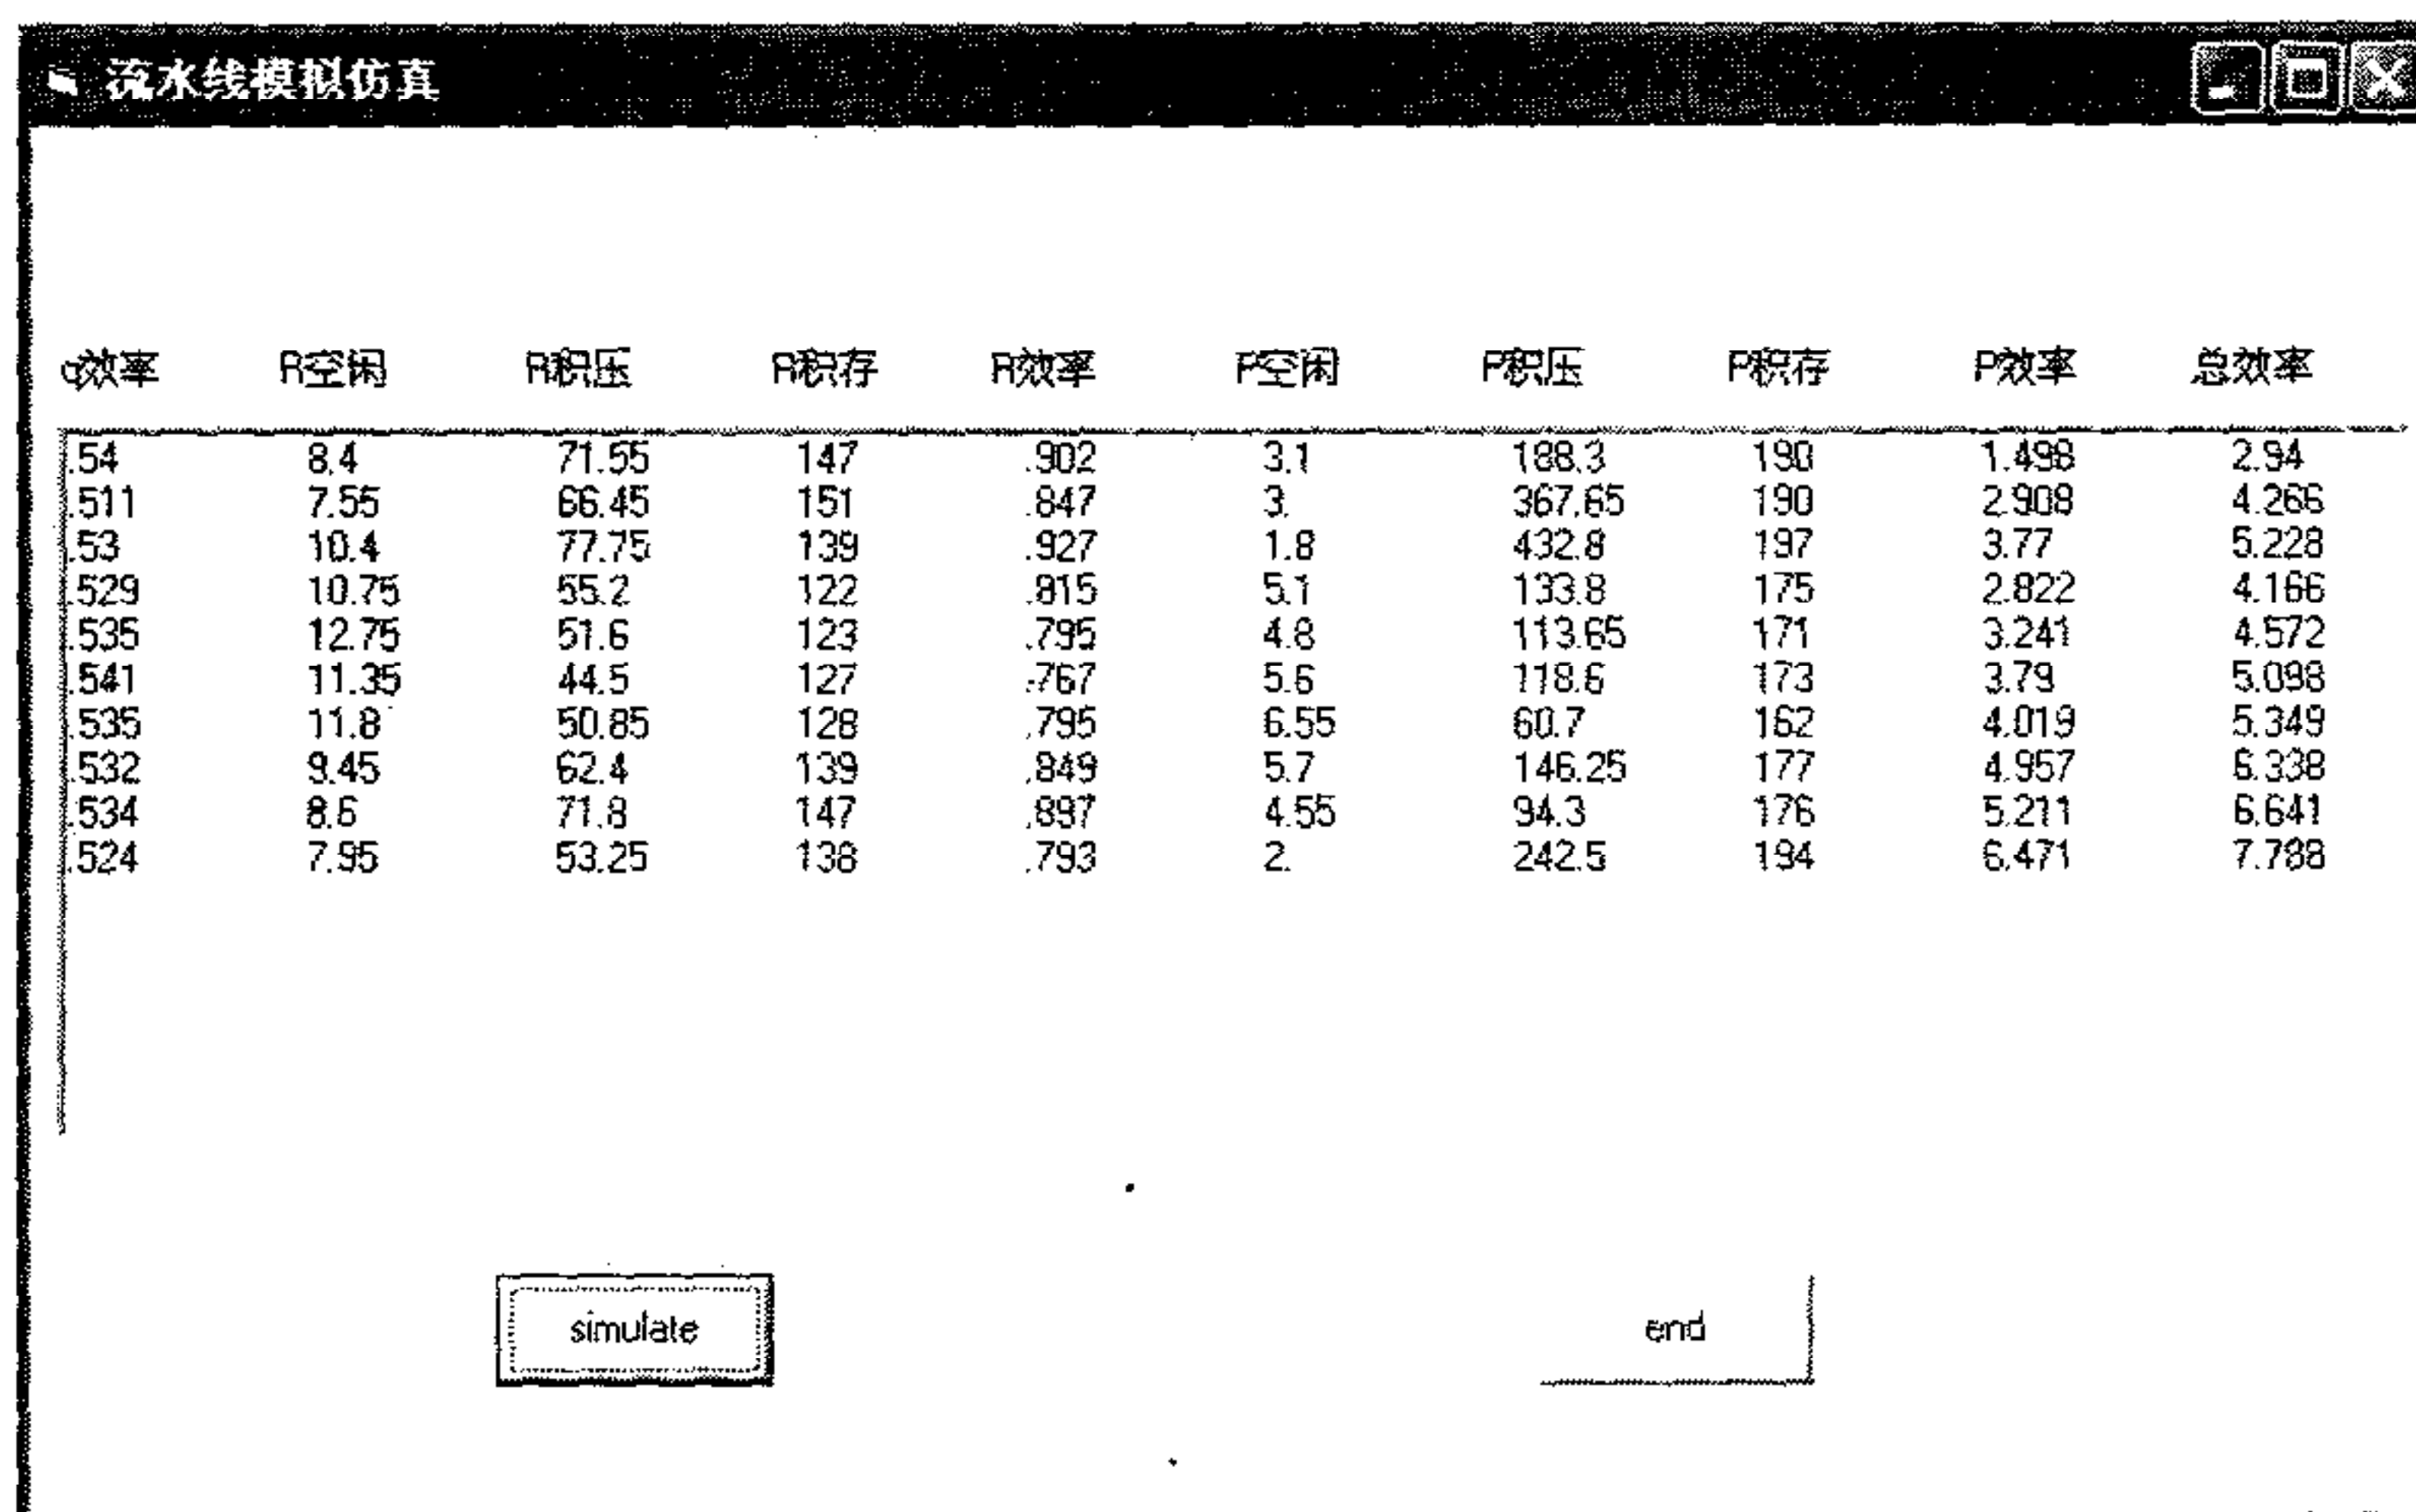 流水线模拟仿真
q效率 R空闲 R积压 R积存 R效率 P空闲 P积压 P积存 P效率 总效率
.54 8.4 71.55 147 .902 3.1 188.3 190 1.498 2.94
.511 7.55 66.45 151 .847 3. 367.65 190 2.908 4.266
.53 10.4 77.75 139 .927 1.8 432.8 197 3.77 5.228
.529 10.75 55.2 122 .815 5.1 133.8 175 2.822 4.166
.535 12.75 51.6 123 .795 4.8 113.65 171 3.241 4.572
.541 11.35 44.5 127 .767 5.6 118.6 173 3.79 5.098
.535 11.8 50.85 128 .795 6.55 60.7 162 4.019 5.349
.532 9.45 62.4 139 .849 5.7 146.25 177 4.957 6.338
.534 8.6 71.8 147 .897 4.55 94.3 176 5.211 6.641
.524 7.95 53.25 138 .793 2. 242.5 194 6.471 7.788
simulate end